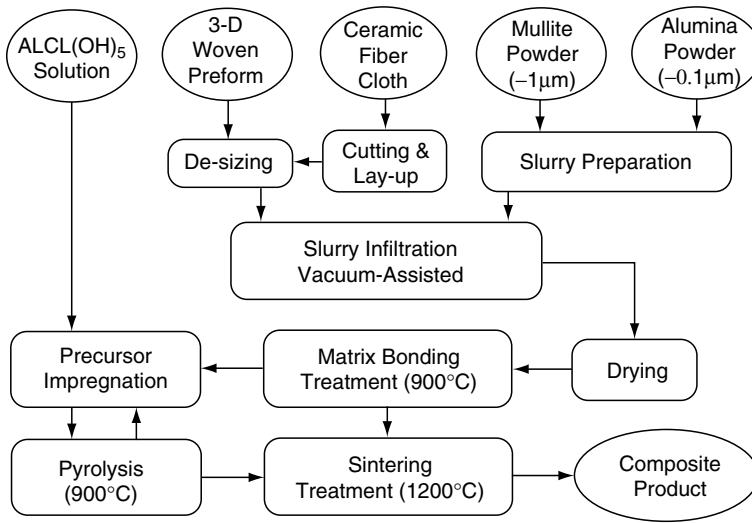 ALCL(OH)5
Solution
3-D
Woven
Preform
Ceramic
Fiber
Cloth
Mullite
Powder
(−1μm)
Alumina
Powder
(−0.1μm)
De-sizing
Cutting &
Lay-up
Slurry Preparation
Slurry Infiltration
Vacuum-Assisted
Precursor
Impregnation
Matrix Bonding
Treatment (900°C)
Drying
Pyrolysis
(900°C)
Sintering
Treatment (1200°C)
Composite
Product